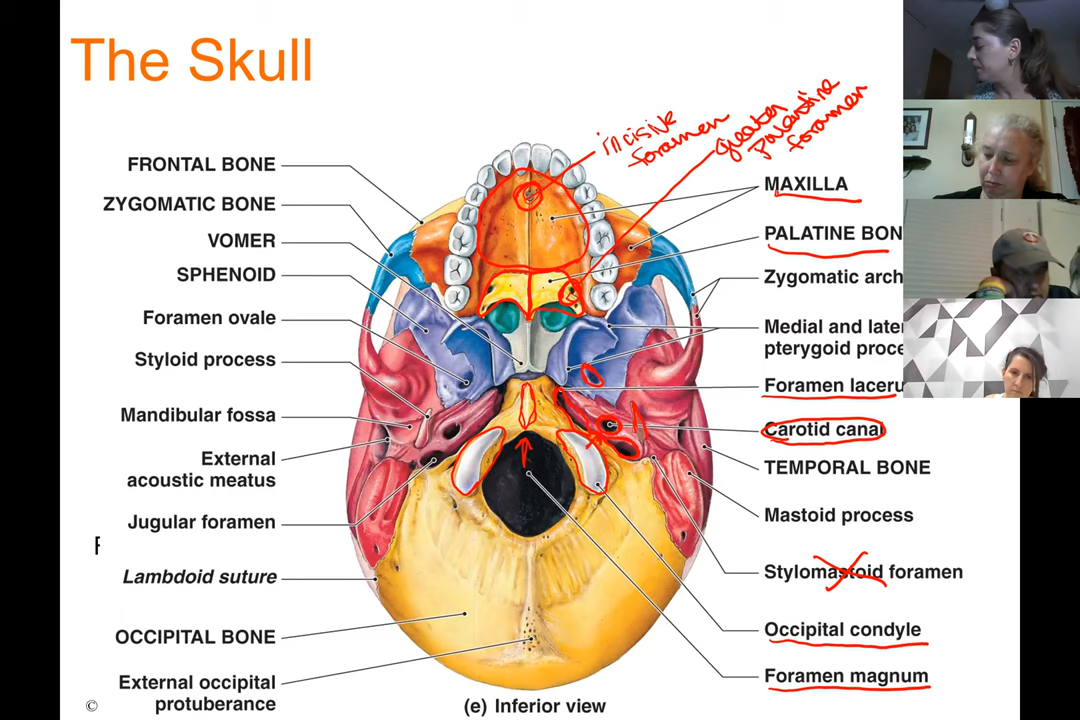 The Skull
FRONTAL BONE
ZYGOMATIC BONE
VOMER
SPHENOID
Foramen ovale
Styloid process
Mandibular fossa
External
acoustic meatus
Jugular foramen
F
Lambdoid suture
OCCIPITAL BONE
External occipital
protuberance
©
incisive
foramen
greater
palantine
foramen
MAXILLA
PALATINE BON
Zygomatic arch
Medial and later
pterygoid proce
Foramen laceru
Carotid canal
TEMPORAL BONE
Mastoid process
Stylomastoid foramen
Occipital condyle
Foramen magnum
(e) Inferior view